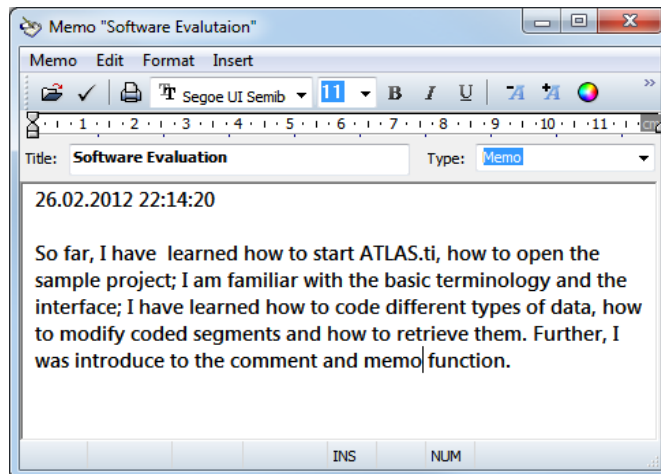 Memo "Software Evalutaion"
Memo Edit Format Insert
Segoe UI Semib 11 B I U A A
1 2 3 4 5 6 7 8 9 10 11 cm
Title: Software Evaluation Type: Memo
26.02.2012 22:14:20
So far, I have  learned how to start ATLAS.ti, how to open the
sample project; I am familiar with the basic terminology and the
interface; I have learned how to code different types of data, how
to modify coded segments and how to retrieve them. Further, I
was introduce to the comment and memo function.
INS NUM